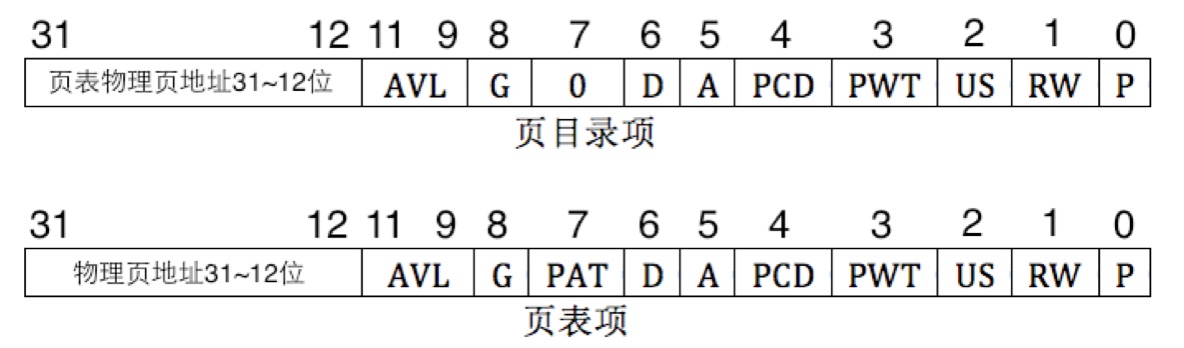 31 12 11 9 8 7 6 5 4 3 2 1 0
页表物理页地址31~12位 AVL G 0 D A PCD PWT US RW P
页目录项
31 12 11 9 8 7 6 5 4 3 2 1 0
物理页地址31~12位 AVL G PAT D A PCD PWT US RW P
页表项